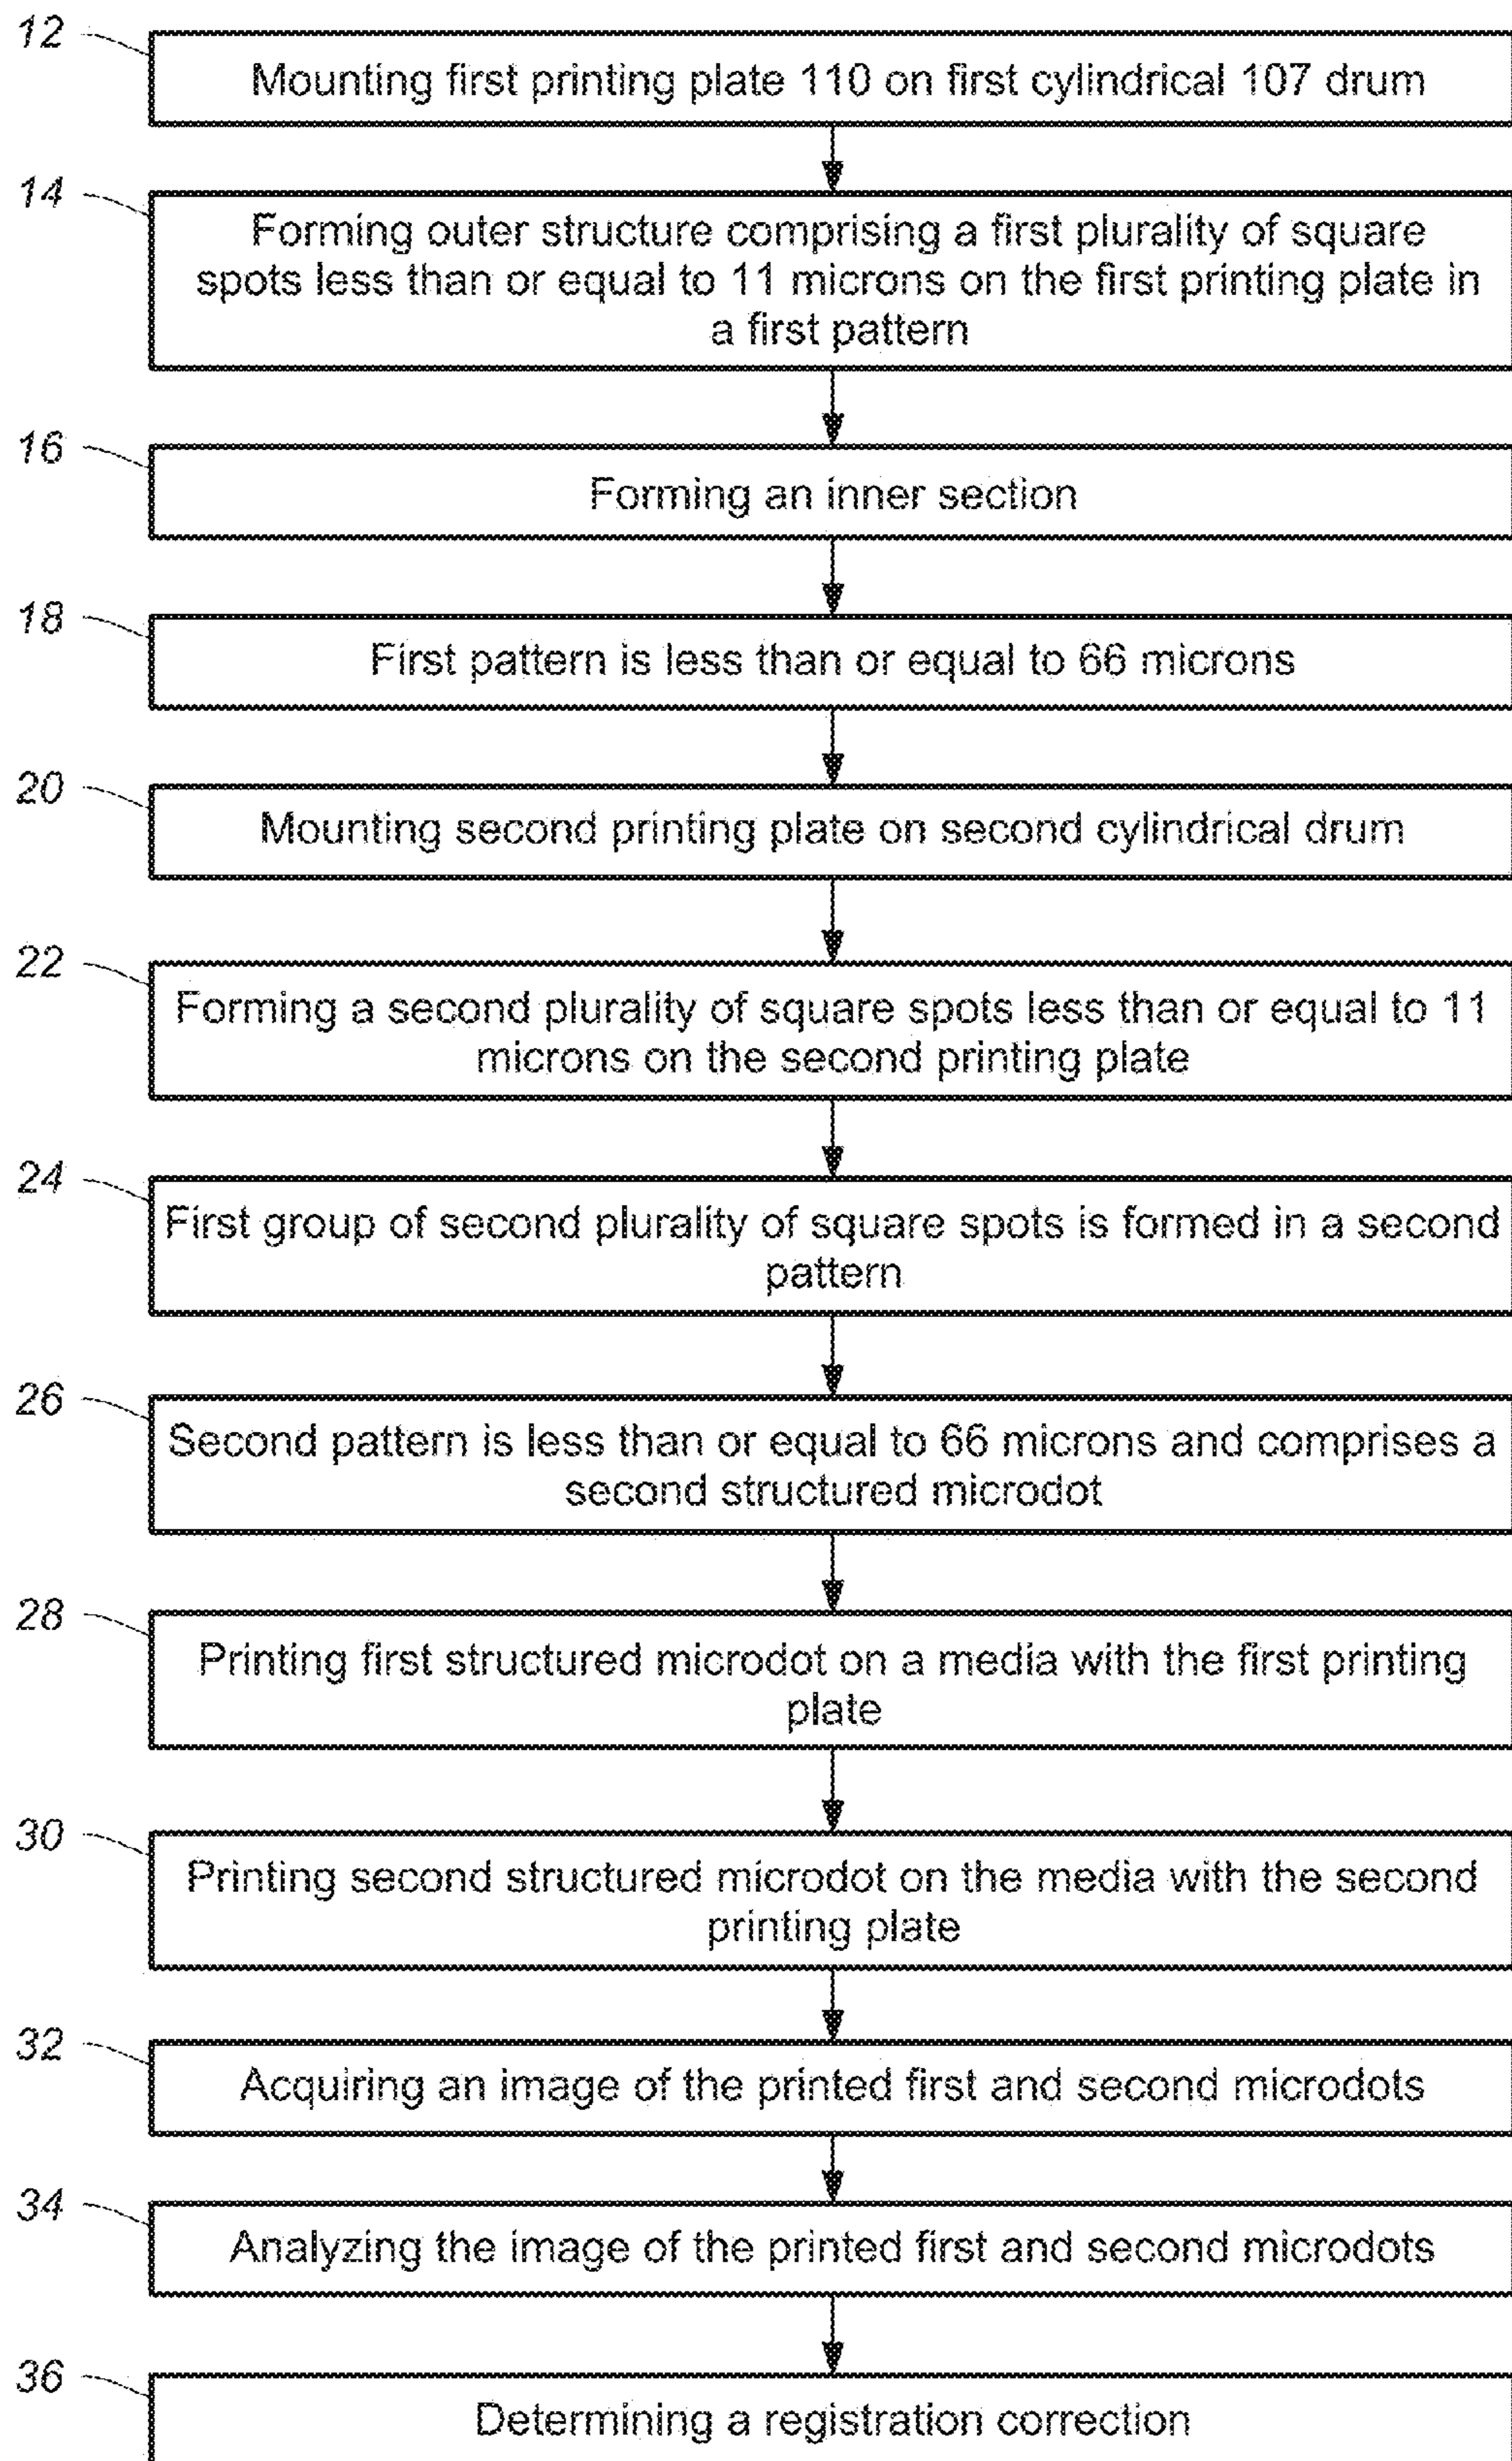 12
Mounting first printing plate 110 on first cylindrical 107 drum
14
Forming outer structure comprising a first plurality of square
spots less than or equal to 11 microns on the first printing plate in
a first pattern
16
Forming an inner section
18
First pattern is less than or equal to 66 microns
20
Mounting second printing plate on second cylindrical drum
22
Forming a second plurality of square spots less than or equal to 11
microns on the second printing plate
24
First group of second plurality of square spots is formed in a second
pattern
26
Second pattern is less than or equal to 66 microns and comprises a
second structured microdot
28
Printing first structured microdot on a media with the first printing
plate
30
Printing second structured microdot on the media with the second
printing plate
32
Acquiring an image of the printed first and second microdots
34
Analyzing the image of the printed first and second microdots
36
Determining a registration correction